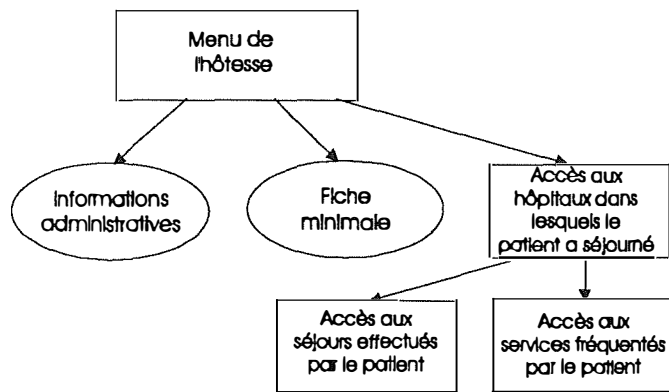 Menu de
l'hôtesse
Informations
administratives
Fiche
minimale
Accès aux
hôpitaux dans
lesquels le
patient a séjourné
Accès aux
séjours effectués
par le patient
Accès aux
services fréquentés
par le patient